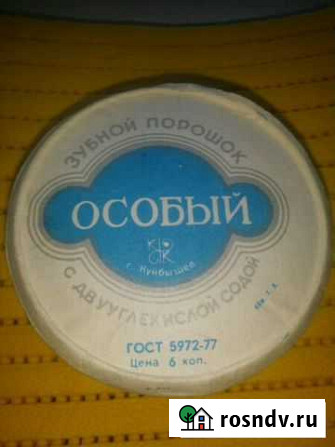 ЗУБНОЙ ПОРОШОК
ОСОБЫЙ
г. Куйбышев
С ДВУУГЛЕКИСЛОЙ СОДОЙ
ГОСТ 5972-77
Цена 6 коп.
rosndv.ru